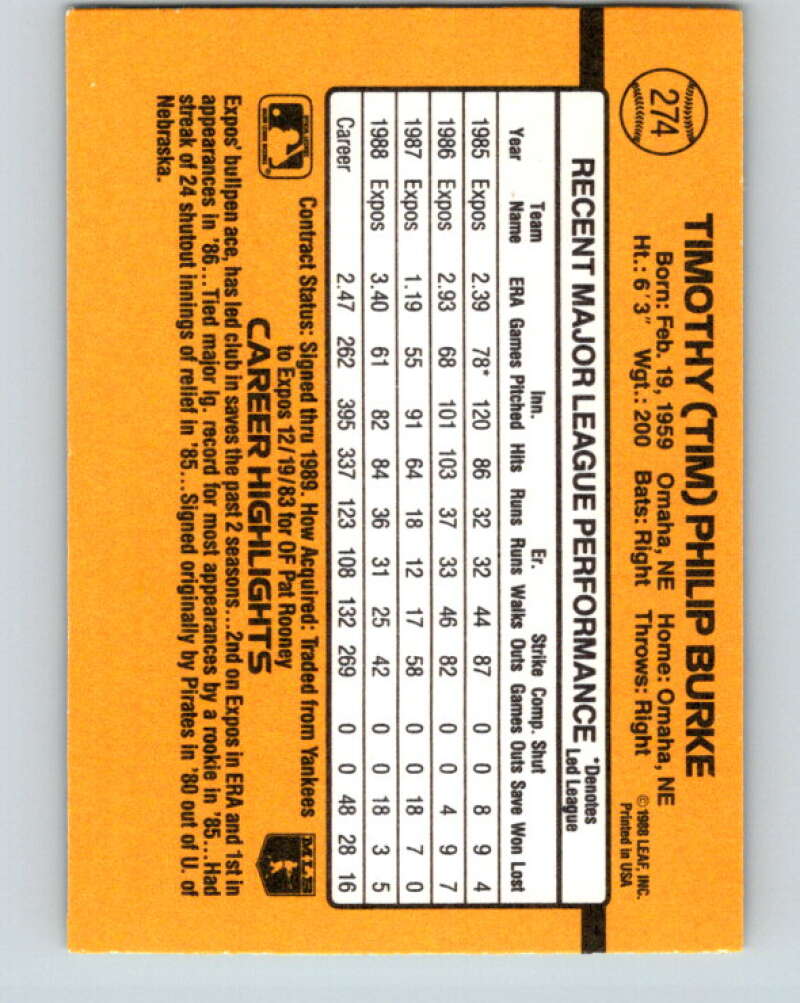 274
TIMOTHY (TIM) PHILIP BURKE
Born: Feb. 19, 1959 Omaha, NE Home: Omaha, NE
Ht.: 6'3" Wgt.: 200 Bats: Right Throws: Right
© 1988 LEAF, INC.
Printed in USA
RECENT MAJOR LEAGUE PERFORMANCE *Denotes Led League
Team Inn. Er. Strike Comp. Shut
Year Name ERA Games Pitched Hits Runs Runs Walks Outs Games Outs Save Won Lost
1985 Expos 2.39 78* 120 86 32 32 44 87 0 0 8 9 4
1986 Expos 2.93 68 101 103 37 33 46 82 0 0 4 9 7
1987 Expos 1.19 55 91 64 18 12 17 58 0 0 18 7 0
1988 Expos 3.40 61 82 84 36 31 25 42 0 0 18 3 5
Career 2.47 262 395 337 123 108 132 269 0 0 48 28 16
Contract Status: Signed thru 1989. How Acquired: Traded from Yankees
to Expos 12/19/83 for OF Pat Rooney
CAREER HIGHLIGHTS
MLB
Expos' bullpen ace, has led club in saves the past 2 seasons...2nd on Expos in ERA and 1st in
appearances in '86...Tied major lg. record for most appearances by a rookie in '85...Had
streak of 24 shutout innings of relief in '85...Signed originally by Pirates in '80 out of U. of
Nebraska.